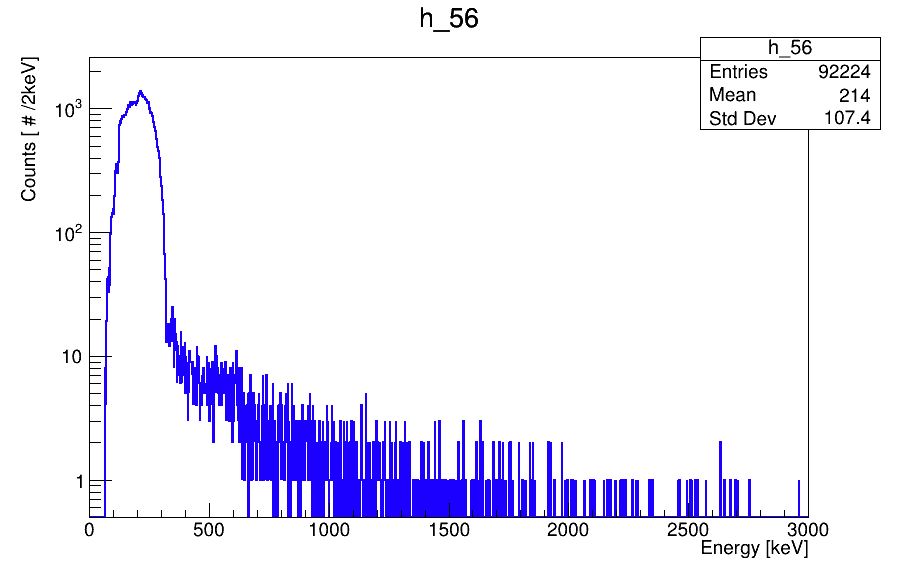 h_56
h_56
Entries 92224
Mean 214
Std Dev 107.4
Counts [ # /2keV]
10³
10²
10
1
0 500 1000 1500 2000 2500 3000
Energy [keV]